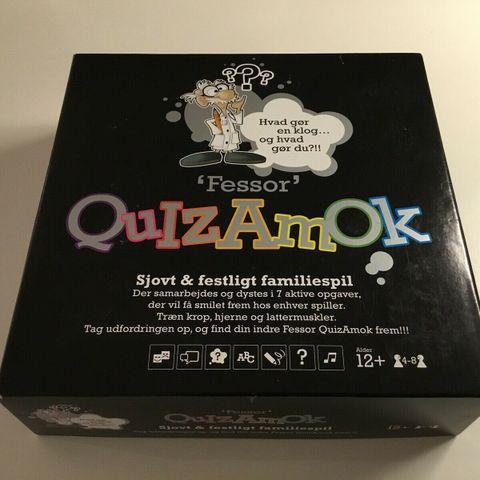 ???
Hvad gør
en klog...
og hvad
gør du?!!
'Fessor'
QuIzAmOk
Sjovt & festligt familiespil
Der samarbejdes og dystes i 7 aktive opgaver,
der vil få smilet frem hos enhver spiller.
Træn krop, hjerne og lattermuskler.
Tag udfordringen op, og find din indre Fessor QuizAmok frem!!!
ABC
?
Alder
12+
4-8
'Fessor'
QuIzAmOk
Sjovt & festligt familiespil
12+